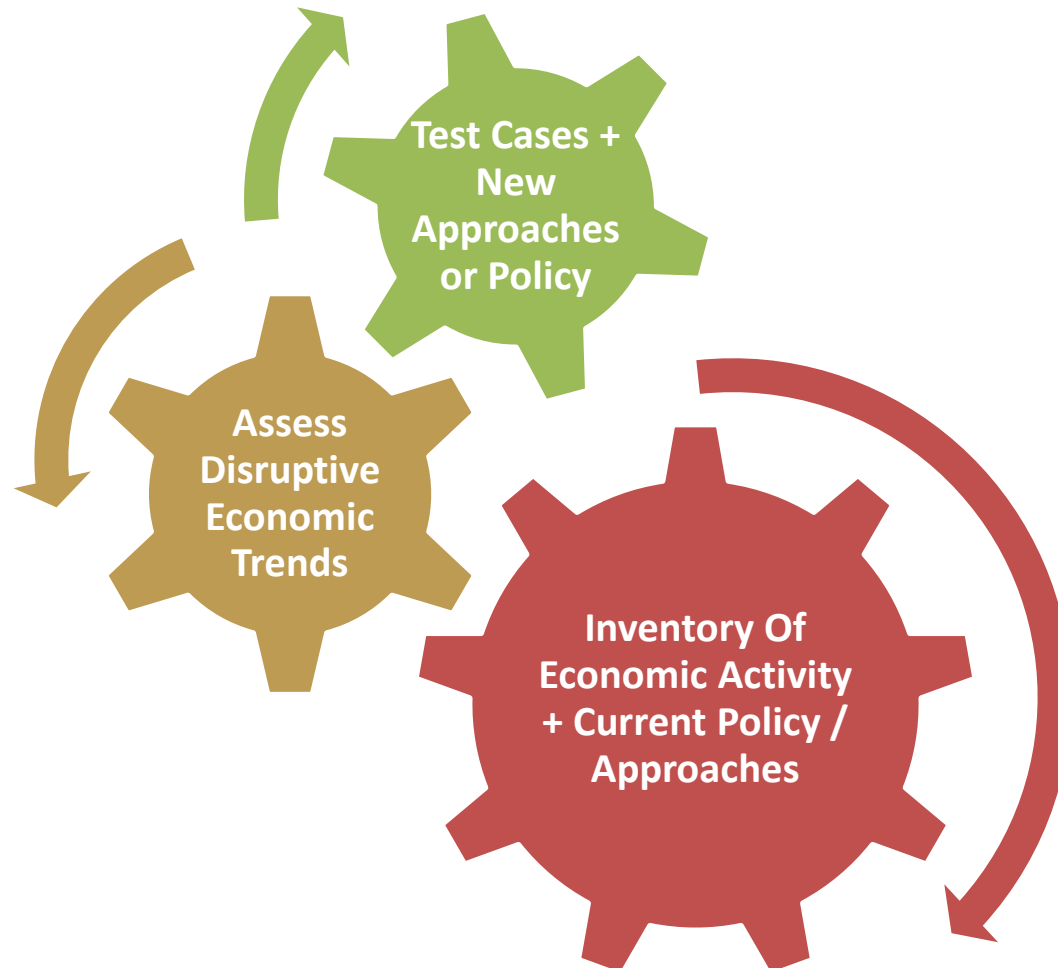 Test Cases +
New
Approaches
or Policy
Assess
Disruptive
Economic
Trends
Inventory Of
Economic Activity
+ Current Policy /
Approaches